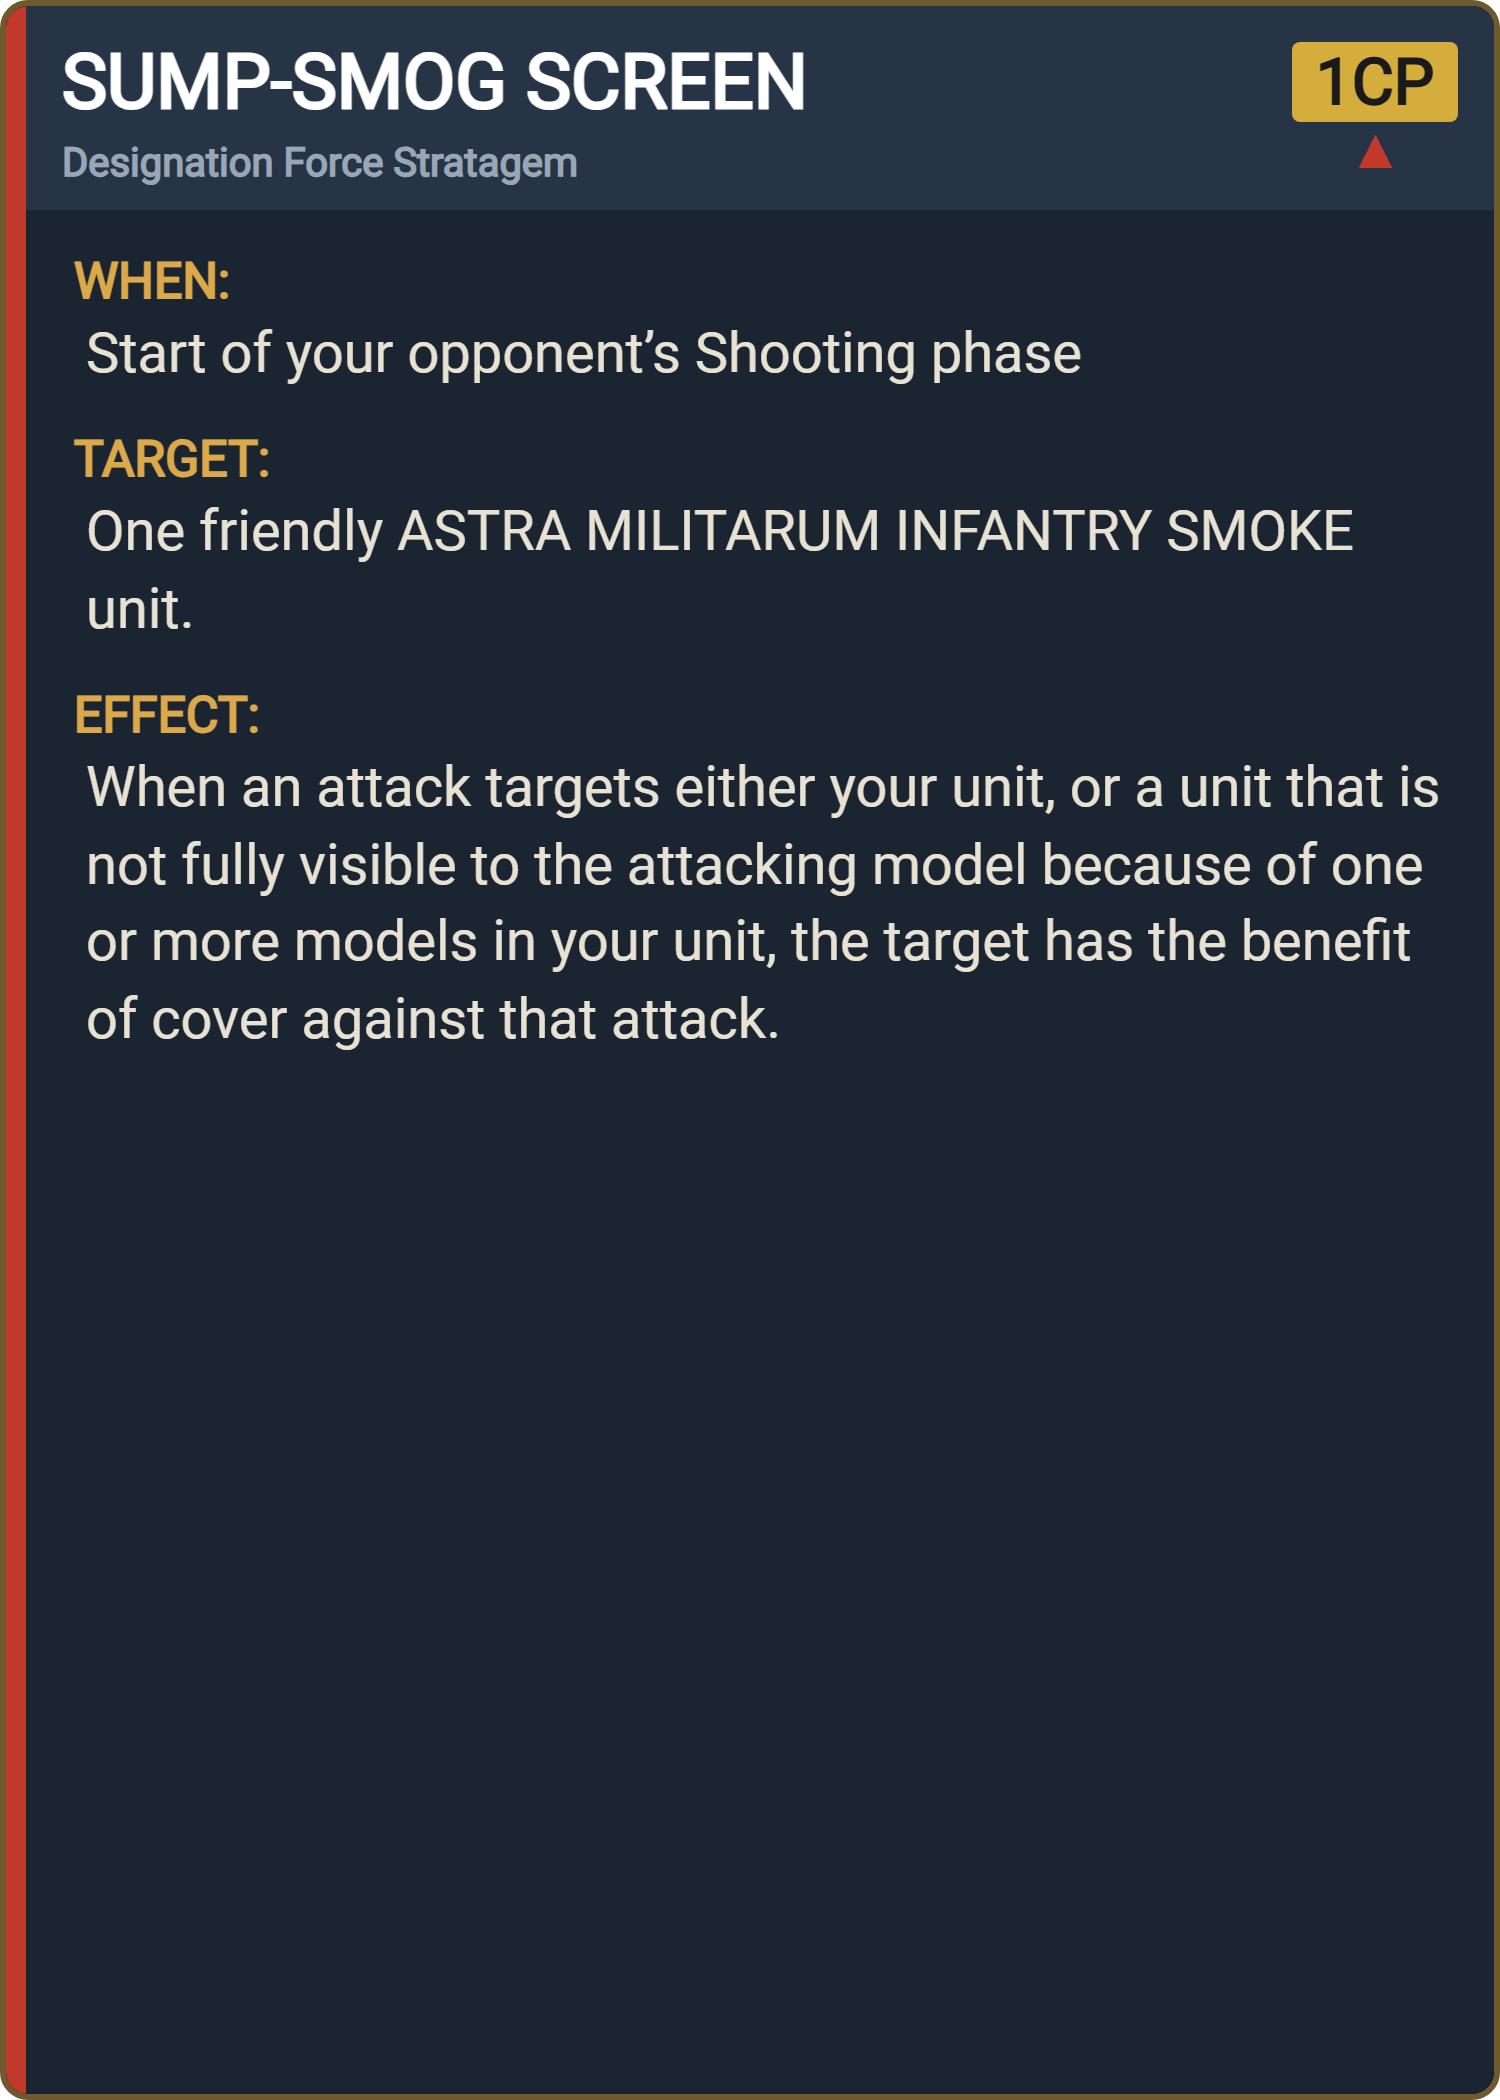 SUMP-SMOG SCREEN
1CP
Designation Force Stratagem
WHEN:
Start of your opponent’s Shooting phase
TARGET:
One friendly ASTRA MILITARUM INFANTRY SMOKE
unit.
EFFECT:
When an attack targets either your unit, or a unit that is
not fully visible to the attacking model because of one
or more models in your unit, the target has the benefit
of cover against that attack.